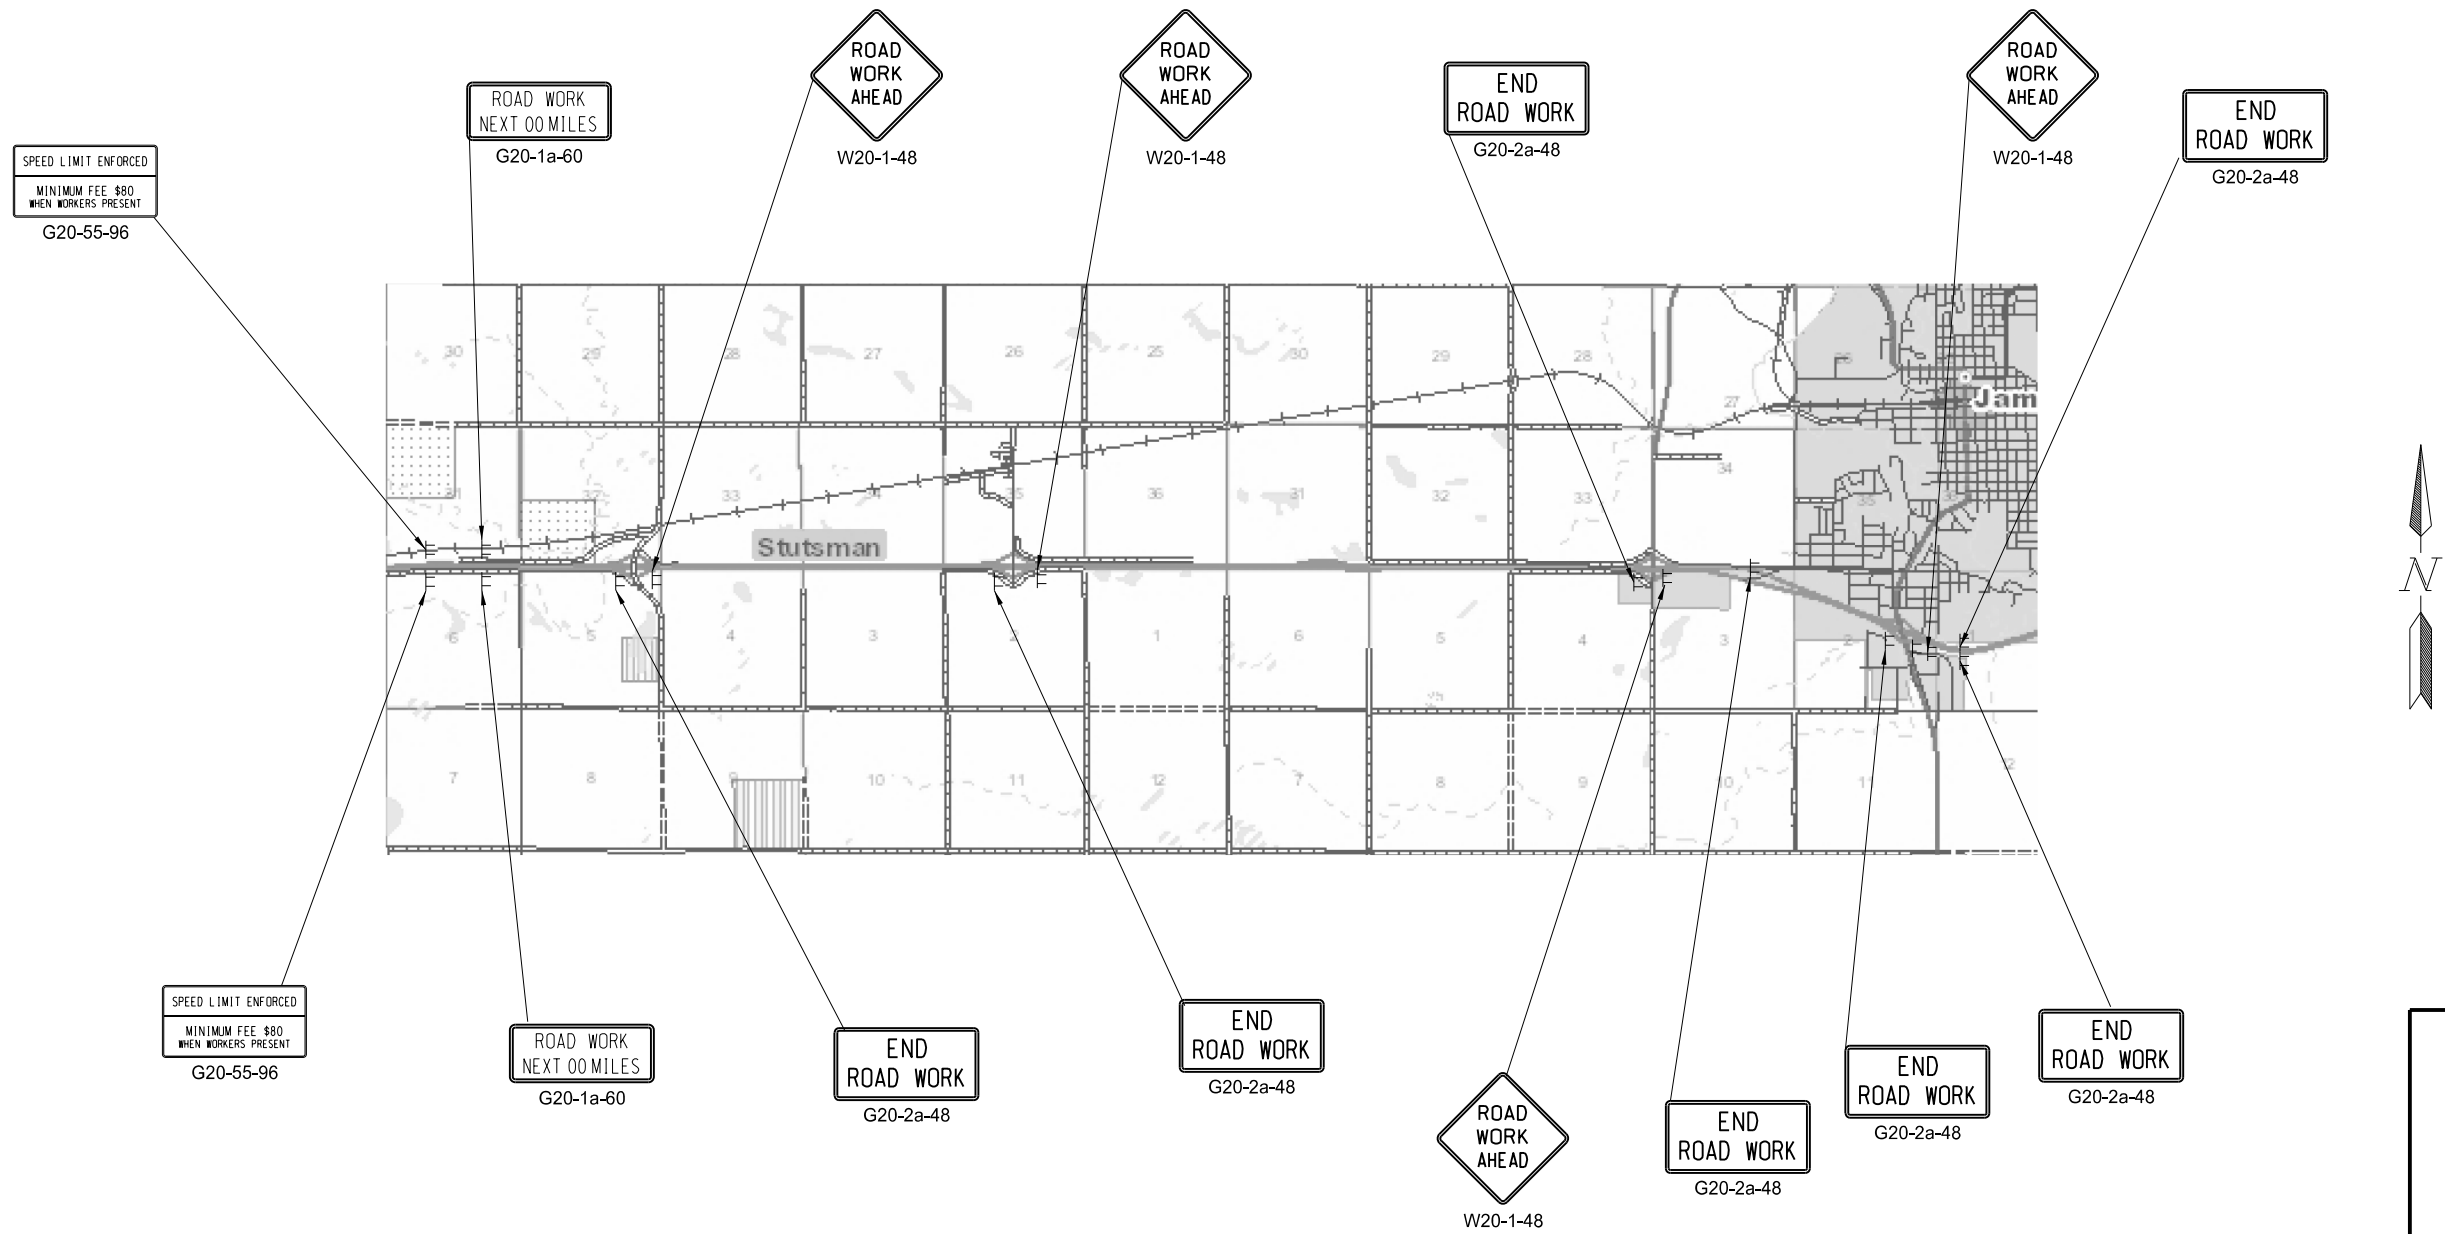 ROAD
WORK
AHEAD
W20-1-48
ROAD
WORK
AHEAD
W20-1-48
ROAD
WORK
AHEAD
W20-1-48
END
ROAD WORK
G20-2a-48
END
ROAD WORK
G20-2a-48
ROAD WORK
NEXT 00 MILES
G20-1a-60
SPEED LIMIT ENFORCED
MINIMUM FEE $80
WHEN WORKERS PRESENT
G20-55-96
30 29 28 27 26 25 30 29 28 27
Jam
31 32 33 34 35 36 31 32 33 34 35 36
Stutsman
N
6 5 4 3 2 1 6 5 4 3 2
7 8 9 10 11 12 7 8 9 10 11 12
SPEED LIMIT ENFORCED
MINIMUM FEE $80
WHEN WORKERS PRESENT
G20-55-96
ROAD WORK
NEXT 00 MILES
G20-1a-60
END
ROAD WORK
G20-2a-48
END
ROAD WORK
G20-2a-48
ROAD
WORK
AHEAD
W20-1-48
END
ROAD WORK
G20-2a-48
END
ROAD WORK
G20-2a-48
END
ROAD WORK
G20-2a-48